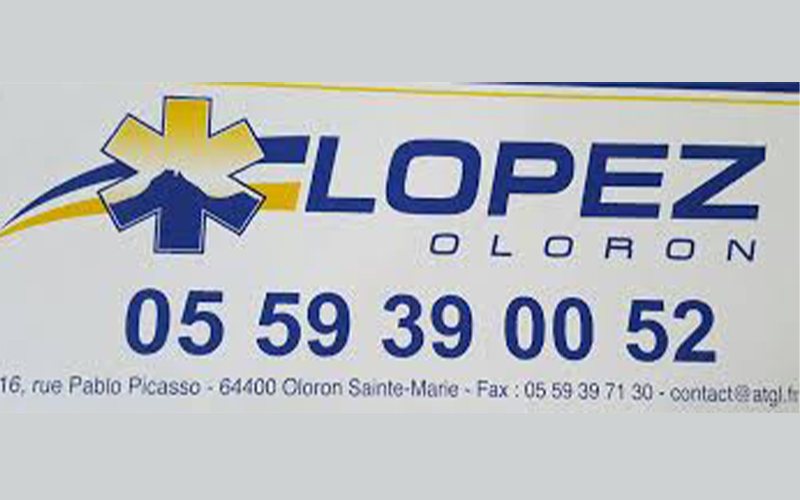 LOPEZ
OLORON
05 59 39 00 52
16, rue Pablo Picasso - 64400 Oloron Sainte-Marie - Fax : 05 59 39 71 30 - contact@atgl.fr